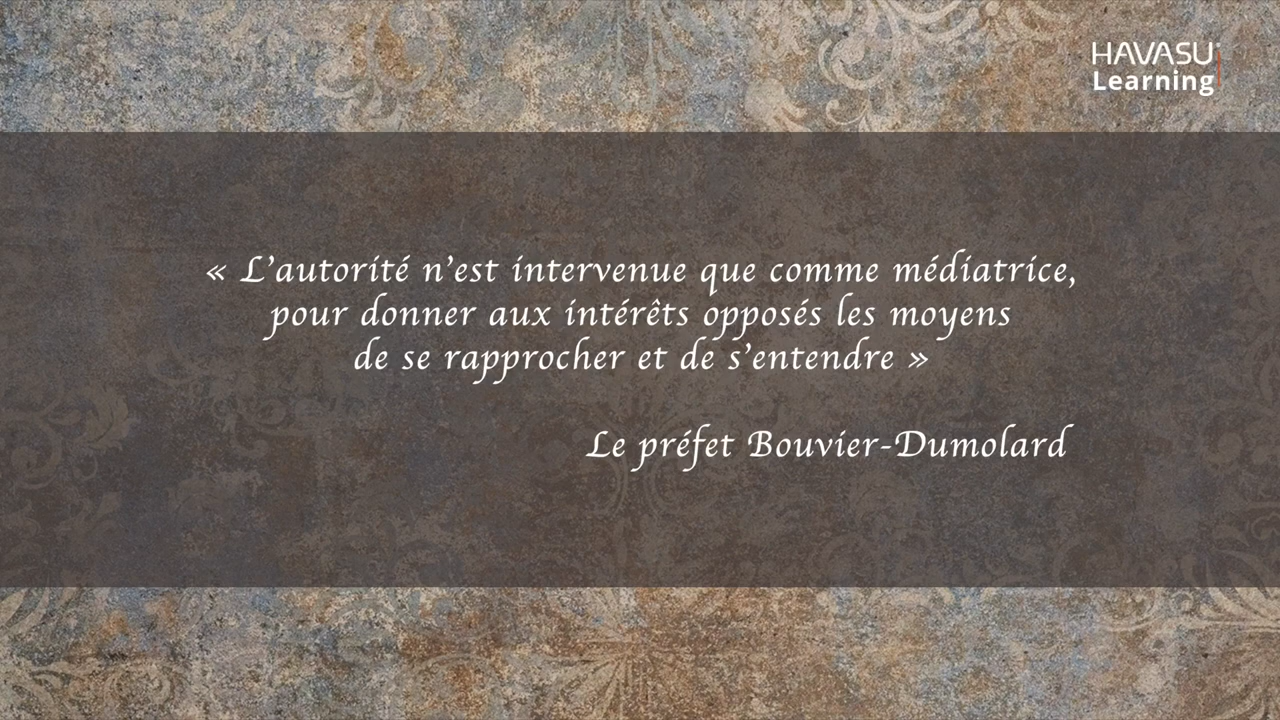 HAVASU
Learning
« L’autorité n’est intervenue que comme médiatrice,
pour donner aux intérêts opposés les moyens
de se rapprocher et de s’entendre »
Le préfet Bouvier-Dumolard